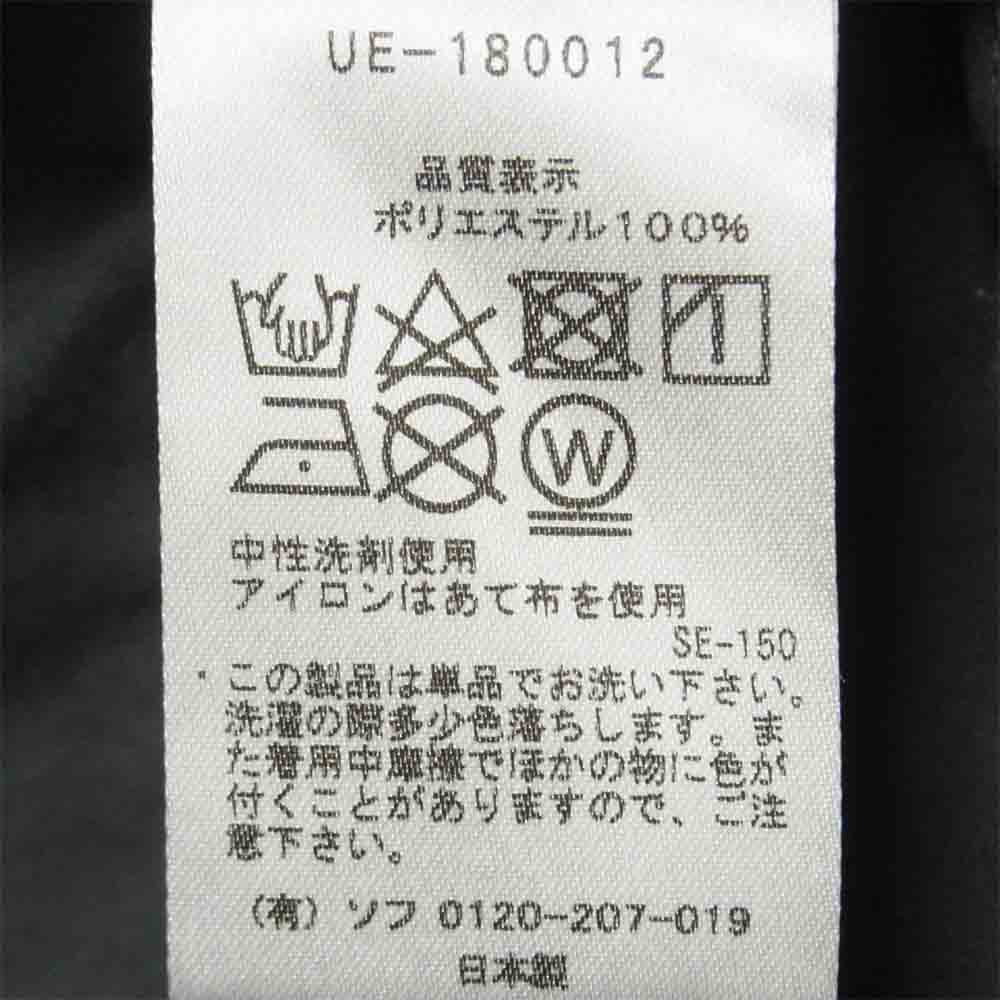 UE-180012
品質表示
ポリエステル100%
W
中性洗剤使用
アイロンはあて布を使用
SE-150
・この製品は単品でお洗い下さい。
洗濯の際多少色落ちします。ま
た着用中摩擦でほかの物に色が
付くことがありますので、ご注
意下さい。
(有)ソフ 0120-207-019
日本製